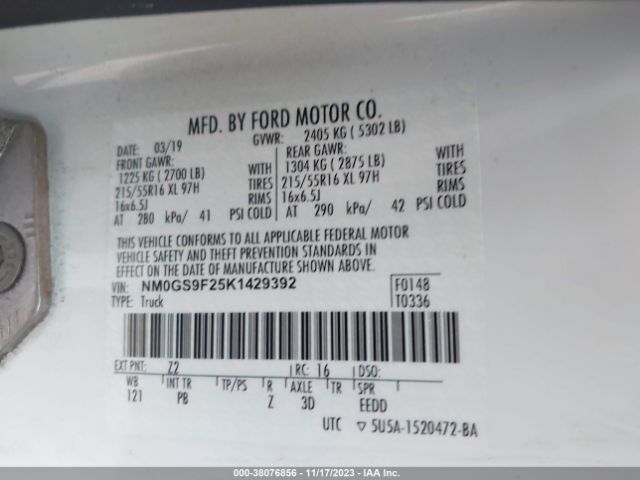 MFD. BY FORD MOTOR CO.
DATE: 03/19 GVWR: 2405 KG ( 5302 LB)
FRONT GAWR: WITH REAR GAWR: WITH
1225 KG ( 2700 LB) TIRES 1304 KG ( 2875 LB) TIRES
215/55R16 XL 97H RIMS 215/55R16 XL 97H RIMS
16x6.5J 16x6.5J
AT 280 kPa/ 41 PSI COLD AT 290 kPa/ 42 PSI COLD
THIS VEHICLE CONFORMS TO ALL APPLICABLE FEDERAL MOTOR
VEHICLE SAFETY AND THEFT PREVENTION STANDARDS IN
EFFECT ON THE DATE OF MANUFACTURE SHOWN ABOVE.
VIN: NM0GS9F25K1429392 F0148
TYPE: Truck T0336
EXT PNT: Z2 RC: 16 DSO:
WB INT TR TP/PS R AXLE TR SPR
121 PB Z 3D EEDD
UTC ▽ 5U5A-1520472-BA
000-38076856 - 11/17/2023 - IAA Inc.